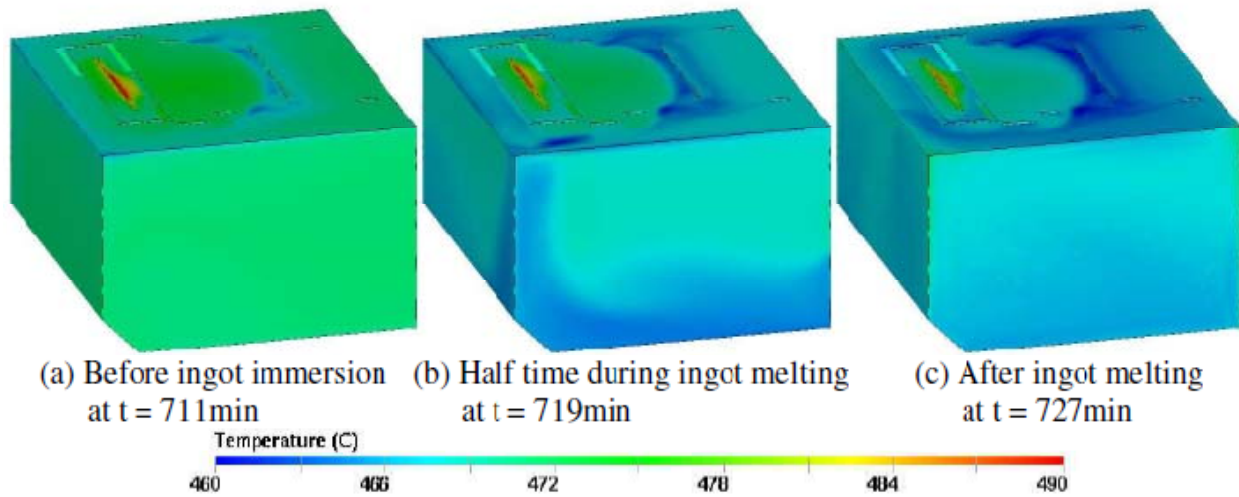 (a) Before ingot immersion
at t = 711min
(b) Half time during ingot melting
at t = 719min
(c) After ingot melting
at t = 727min
Temperature (C)
460 466 472 478 484 490